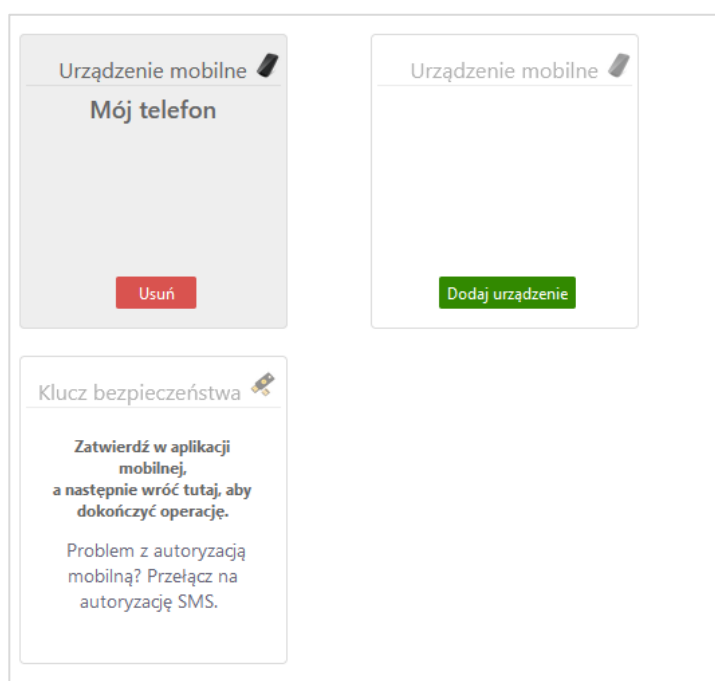 Urządzenie mobilne
Mój telefon
Usuń
Urządzenie mobilne
Dodaj urządzenie
Klucz bezpieczeństwa
Zatwierdź w aplikacji
mobilnej,
a następnie wróć tutaj, aby
dokończyć operację.
Problem z autoryzacją
mobilną? Przełącz na
autoryzację SMS.